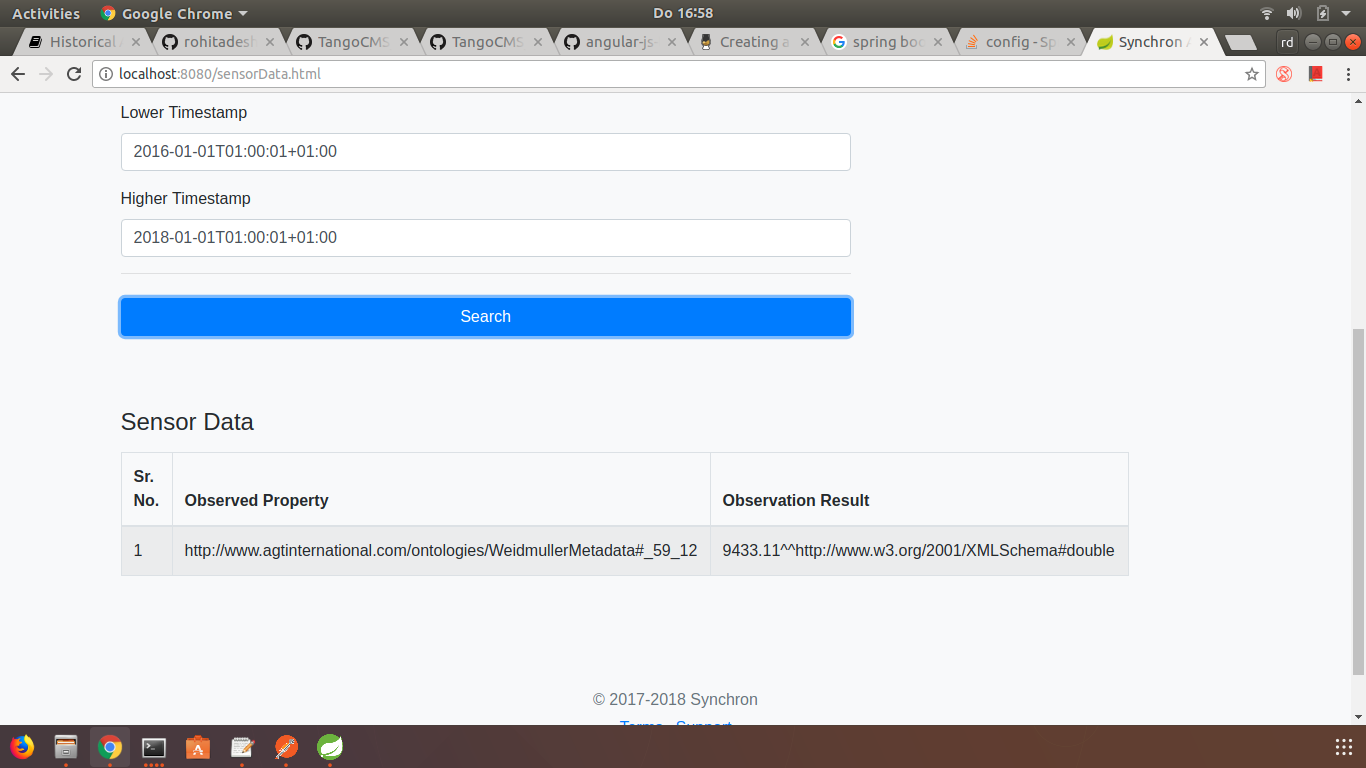 Activities Google Chrome Do 16:58
Historical rohitadesh TangoCMS TangoCMS angular-js- Creating a spring boo config - Sp Synchron A rd
localhost:8080/sensorData.html
Lower Timestamp
2016-01-01T01:00:01+01:00
Higher Timestamp
2018-01-01T01:00:01+01:00
Search
Sensor Data
Sr. No. Observed Property Observation Result
1 http://www.agtinternational.com/ontologies/WeidmullerMetadata#_59_12 9433.11^^http://www.w3.org/2001/XMLSchema#double
© 2017-2018 Synchron
Terms Support